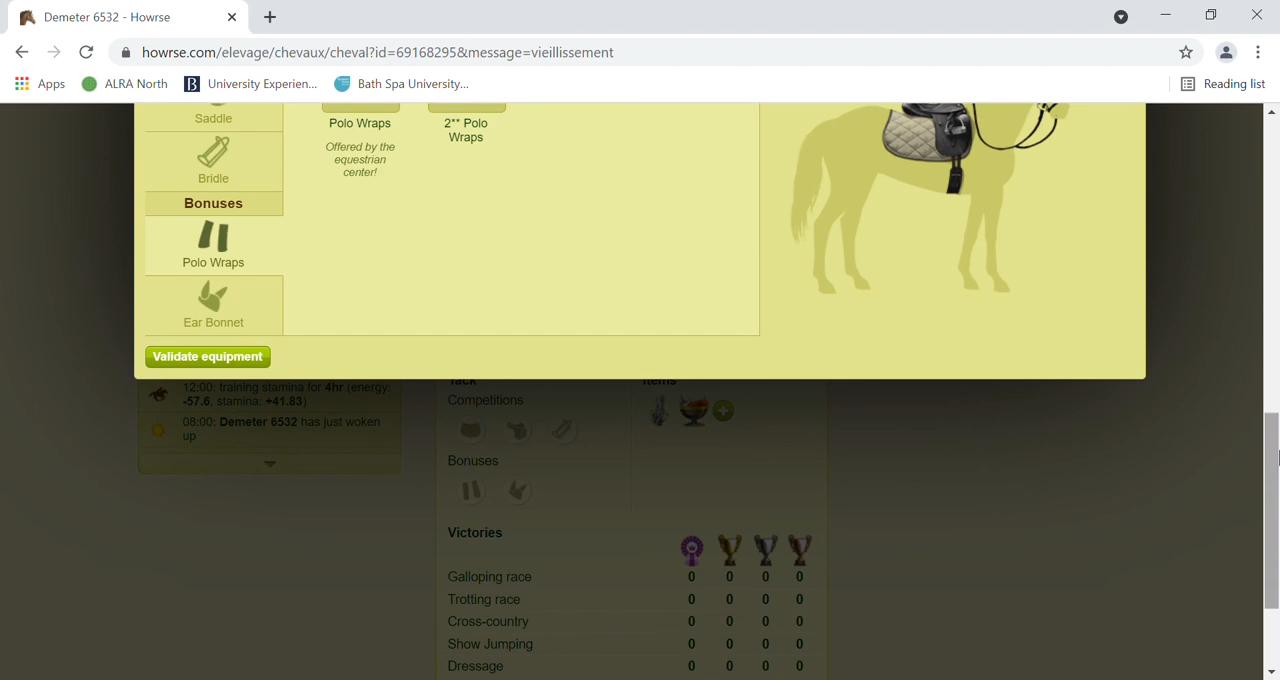 Demeter 6532 - Howrse
howrse.com/elevage/chevaux/cheval?id=69168295&message=vieillissement
Apps
ALRA North
B
University Experien...
Bath Spa University...
Reading list
Saddle
Bridle
Bonuses
Polo Wraps
Ear Bonnet
Polo Wraps
Offered by the
equestrian
center!
2** Polo
Wraps
Validate equipment
12:00: training stamina for 4hr (energy:
-57.6, stamina: +41.83)
08:00: Demeter 6532 has just woken
up
Tack
Competitions
Bonuses
Items
Victories
Galloping race 0 0 0 0
Trotting race 0 0 0 0
Cross-country 0 0 0 0
Show Jumping 0 0 0 0
Dressage 0 0 0 0